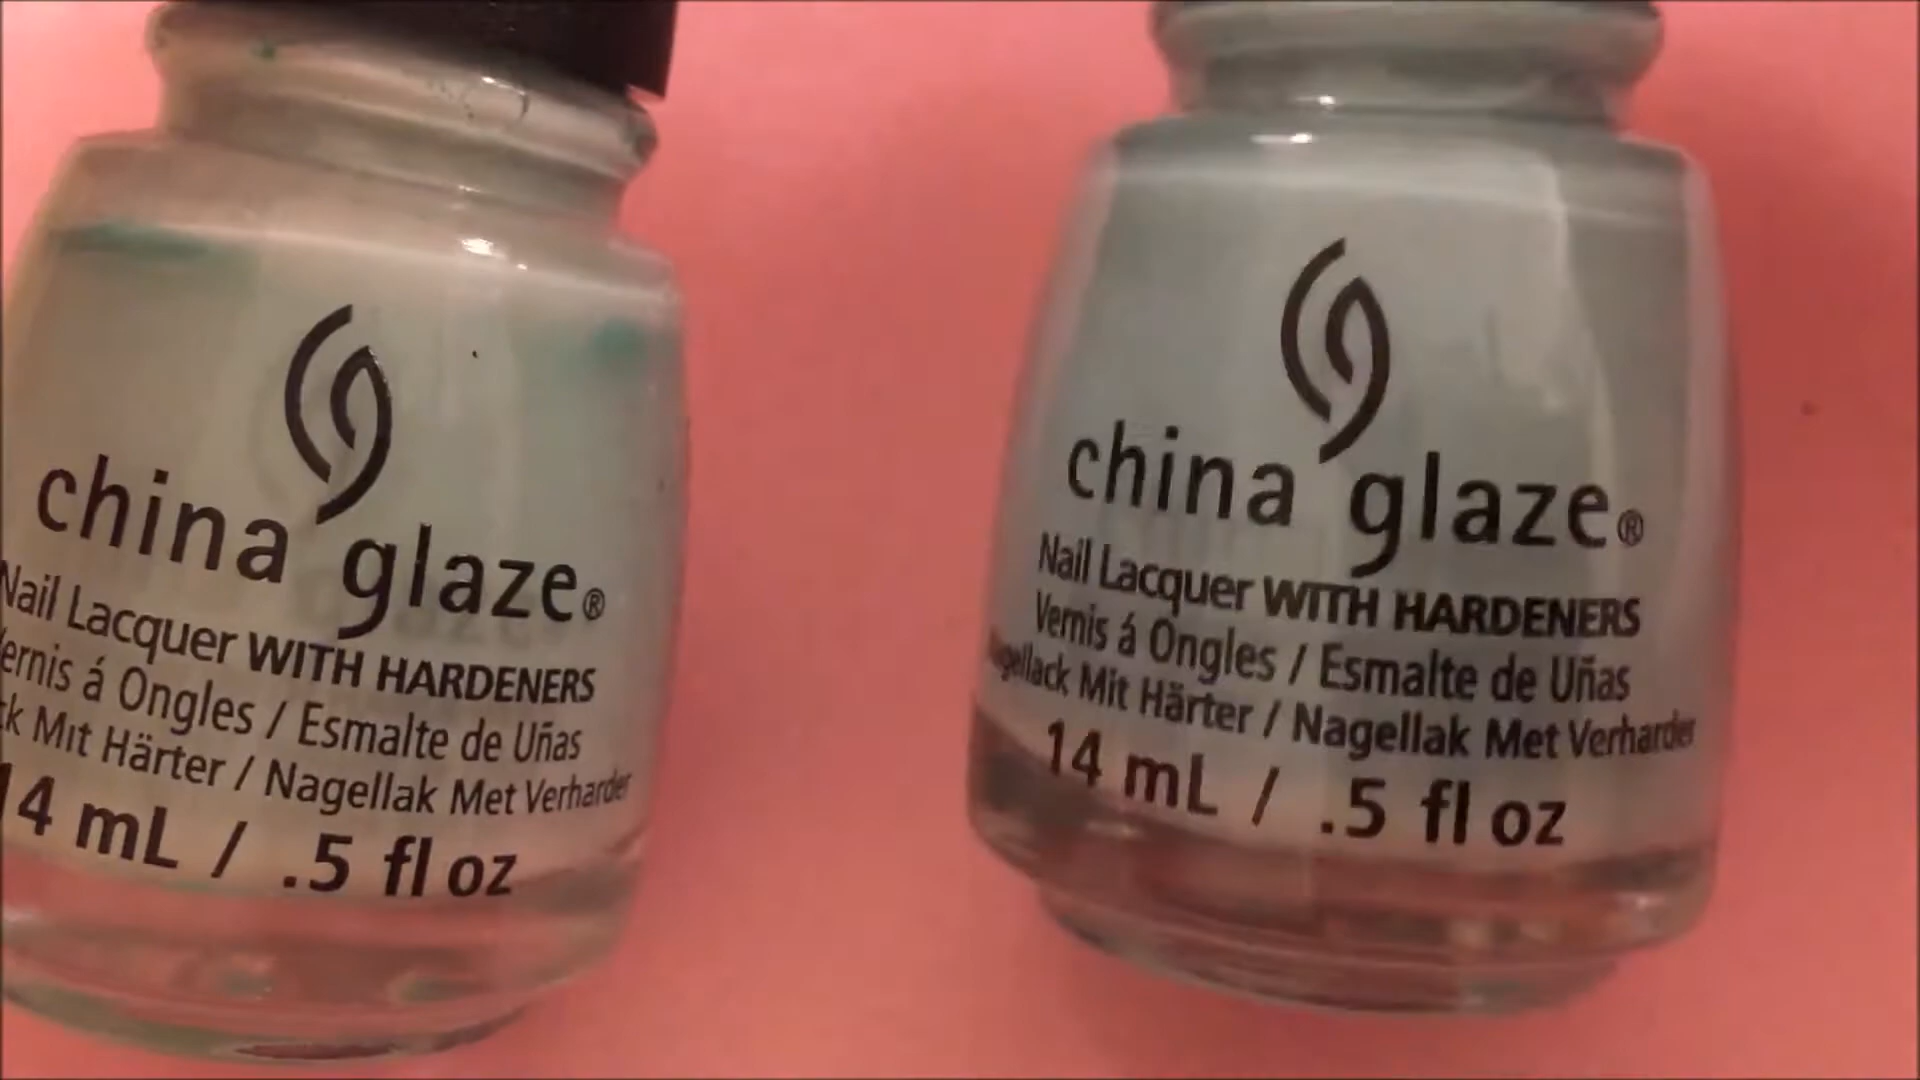 china glaze®
Nail Lacquer WITH HARDENERS
Vernis á Ongles / Esmalte de Uñas
Mit Härter / Nagellak Met Verharder
14 mL / .5 fl oz
china glaze®
Nail Lacquer WITH HARDENERS
Vernis á Ongles / Esmalte de Uñas
Nagellack Mit Härter / Nagellak Met Verharder
14 mL / .5 fl oz